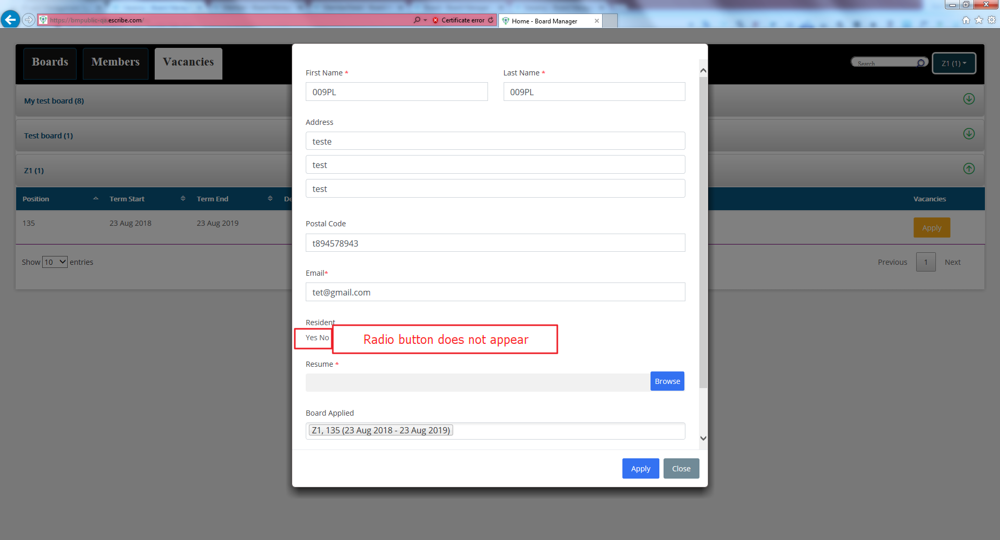 https://bmpublic-qa.escribe.com/
Certificate error
Home - Board Manager
Boards
Members
Vacancies
Search
Z1 (1)
My test board (8)
Test board (1)
Z1 (1)
Position
Term Start
Term End
De
Vacancies
135
23 Aug 2018
23 Aug 2019
Apply
Show 10 entries
Previous
1
Next
First Name *
Last Name *
009PL
009PL
Address
teste
test
test
Postal Code
t894578943
Email*
tet@gmail.com
Resident
Yes No
Radio button does not appear
Resume *
Browse
Board Applied
Z1, 135 (23 Aug 2018 - 23 Aug 2019)
Apply
Close